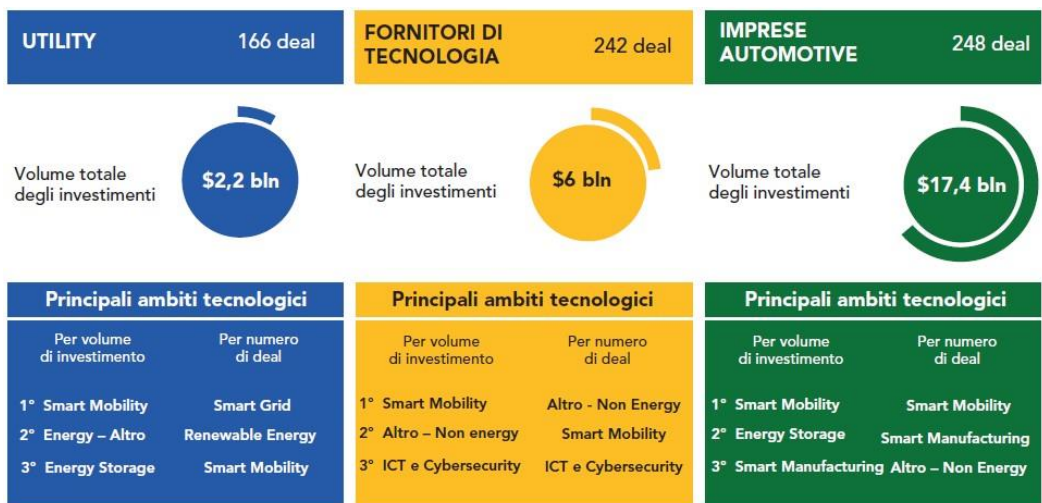 UTILITY
166 deal
Volume totale
degli investimenti
$2,2 bln
Principali ambiti tecnologici
Per volume
di investimento
Per numero
di deal
1° Smart Mobility
Smart Grid
2° Energy – Altro
Renewable Energy
3° Energy Storage
Smart Mobility
FORNITORI DI
TECNOLOGIA
242 deal
Volume totale
degli investimenti
$6 bln
Principali ambiti tecnologici
Per volume
di investimento
Per numero
di deal
1° Smart Mobility
Altro - Non Energy
2° Altro – Non energy
Smart Mobility
3° ICT e Cybersecurity
ICT e Cybersecurity
IMPRESE
AUTOMOTIVE
248 deal
Volume totale
degli investimenti
$17,4 bln
Principali ambiti tecnologici
Per volume
di investimento
Per numero
di deal
1° Smart Mobility
Smart Mobility
2° Energy Storage
Smart Manufacturing
3° Smart Manufacturing
Altro – Non Energy